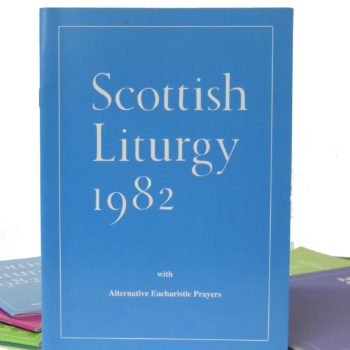 Scottish
Liturgy
1982
with
Alternative Eucharistic Prayers